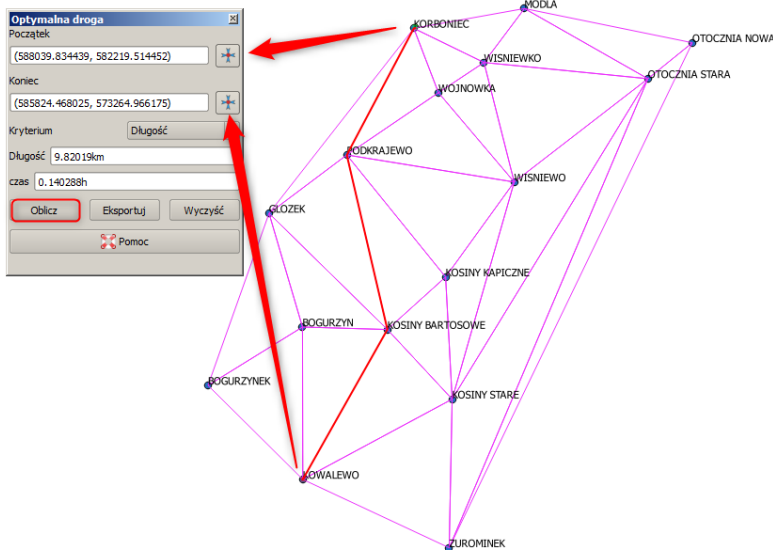 Optymalna droga
Początek
(588039.834439, 582219.514452)
Koniec
(585824.468025, 573264.966175)
Kryterium Długość
Długość 9.82019km
czas 0.140288h
Oblicz Eksportuj Wyczyść
Pomoc
MODLA
KORBONIEC
OTOCZNIA NOWA
WISNIEWKO
OTOCZNIA STARA
WOJNOWKA
PODKRAJEWO
WISNIEWO
GLOZEK
KOSINY KAPICZNE
BOGURZYN
KOSINY BARTOSOWE
BOGURZYNEK
KOSINY STARE
KOWALEWO
ZUROMINEK